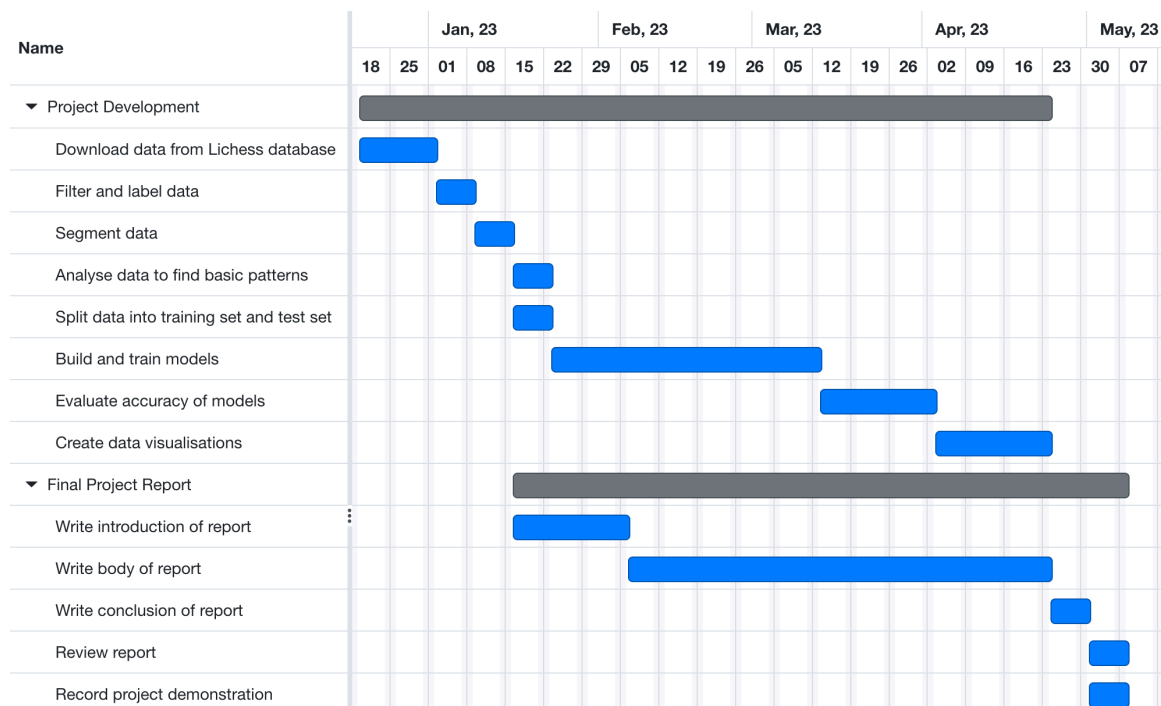 Name
Jan, 23 Feb, 23 Mar, 23 Apr, 23 May, 23
18 25 01 08 15 22 29 05 12 19 26 05 12 19 26 02 09 16 23 30 07
Project Development
Download data from Lichess database
Filter and label data
Segment data
Analyse data to find basic patterns
Split data into training set and test set
Build and train models
Evaluate accuracy of models
Create data visualisations
Final Project Report
Write introduction of report
Write body of report
Write conclusion of report
Review report
Record project demonstration